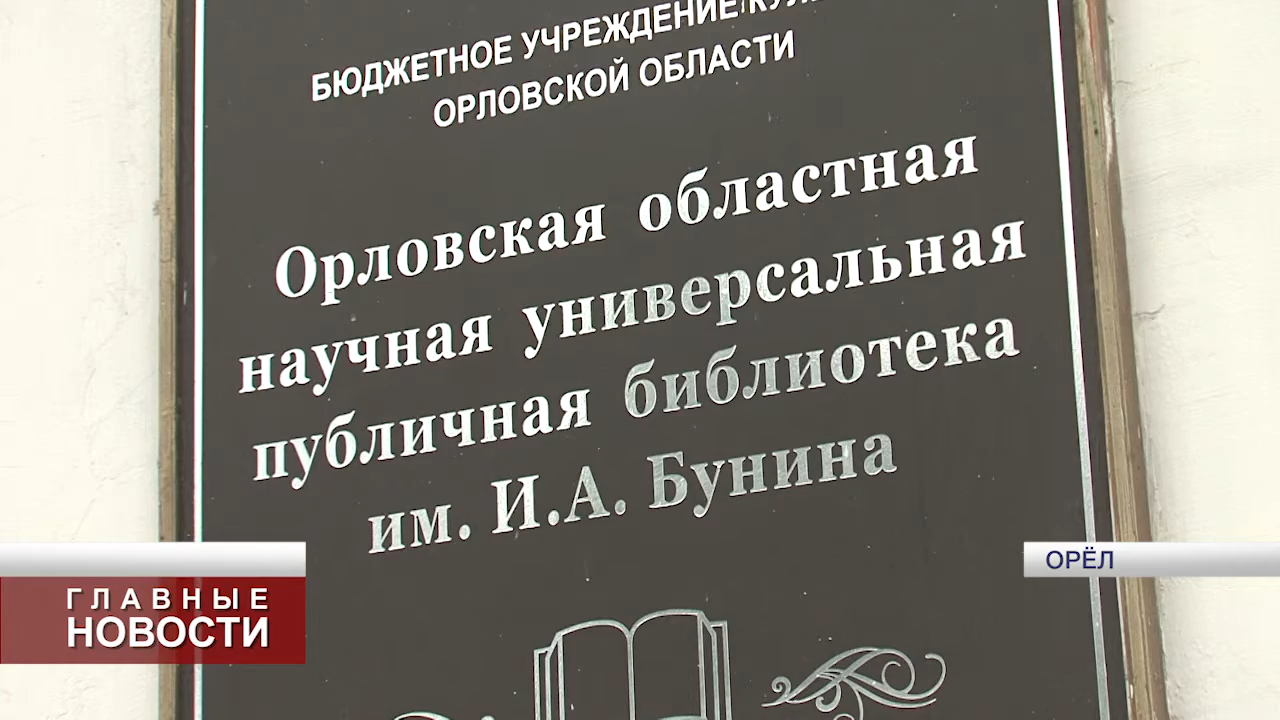 БЮДЖЕТНОЕ УЧРЕЖДЕНИЕ
ОРЛОВСКОЙ ОБЛАСТИ
Орловская областная
научная универсальная
публичная библиотека
им. И.А. Бунина
ОРЁЛ
ГЛАВНЫЕ
НОВОСТИ